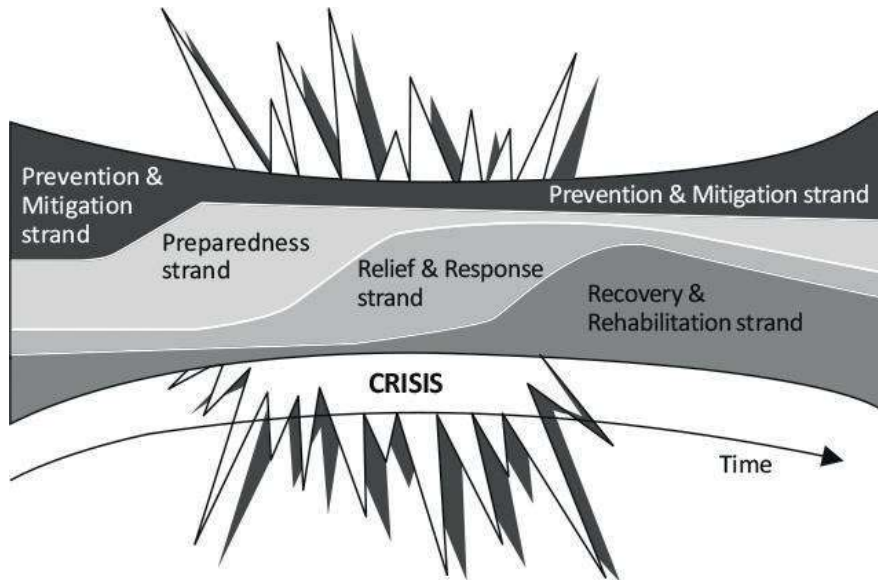 Prevention &
Mitigation
strand
Prevention & Mitigation strand
Preparedness
strand
Relief & Response
strand
Recovery &
Rehabilitation strand
CRISIS
Time